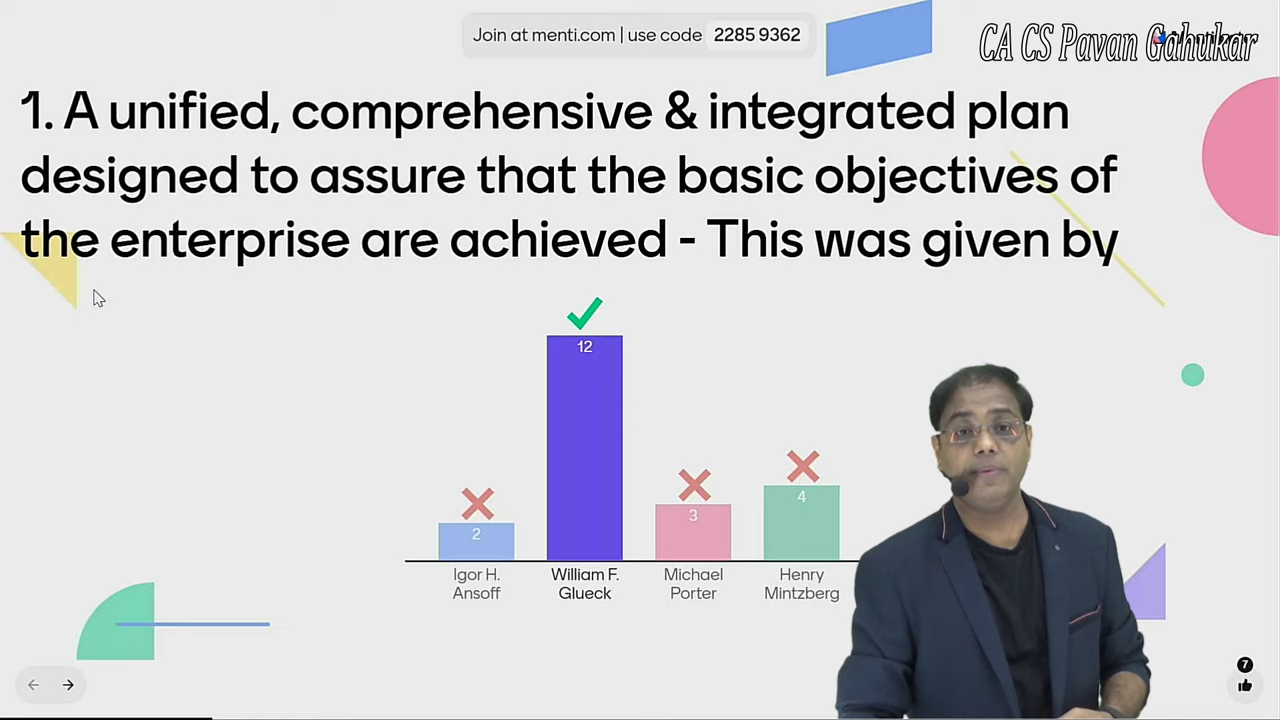 Join at menti.com | use code 2285 9362
CA CS Pavan Gahukar
1. A unified, comprehensive & integrated plan
designed to assure that the basic objectives of
the enterprise are achieved - This was given by
12
2
3
4
Igor H.
Ansoff
William F.
Glueck
Michael
Porter
Henry
Mintzberg
7